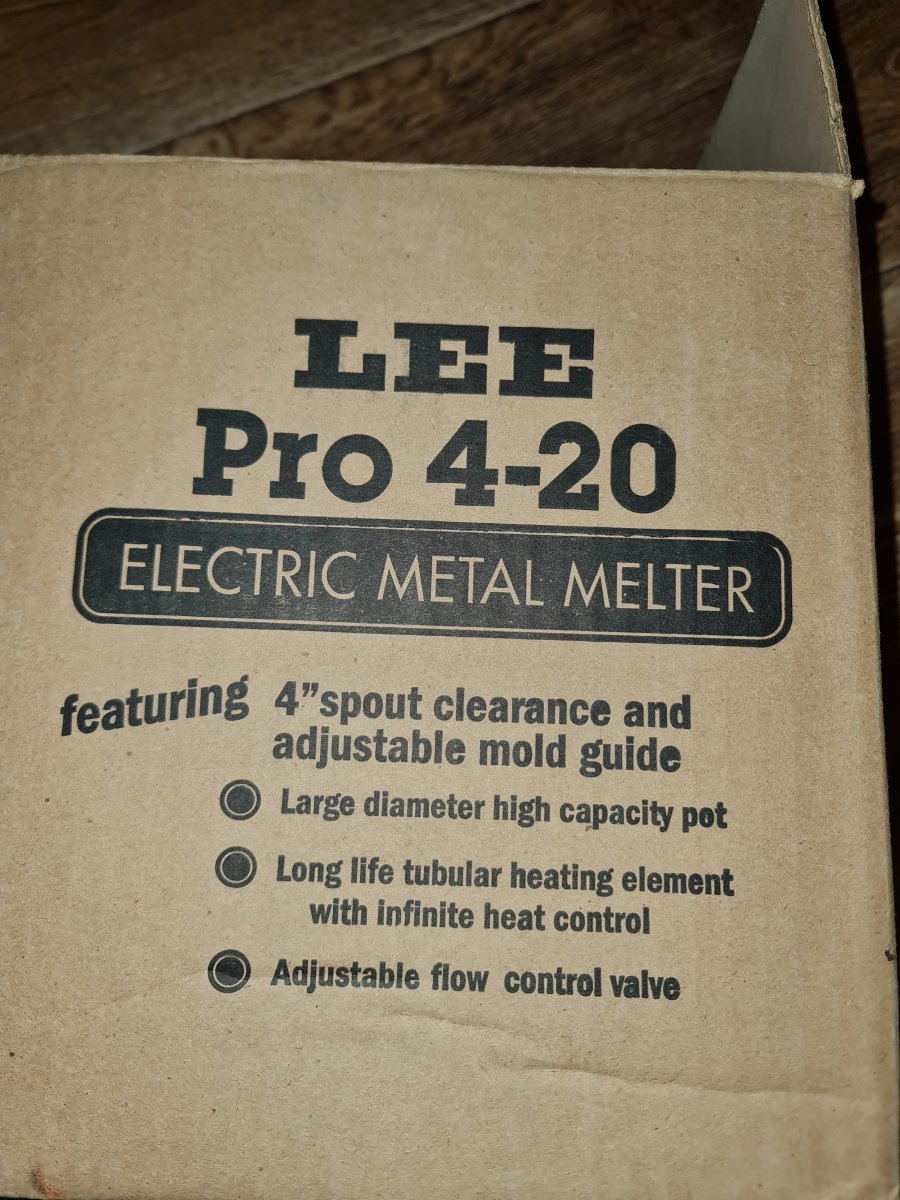 LEE
Pro 4-20
ELECTRIC METAL MELTER
featuring 4”spout clearance and
adjustable mold guide
Large diameter high capacity pot
Long life tubular heating element
with infinite heat control
Adjustable flow control valve